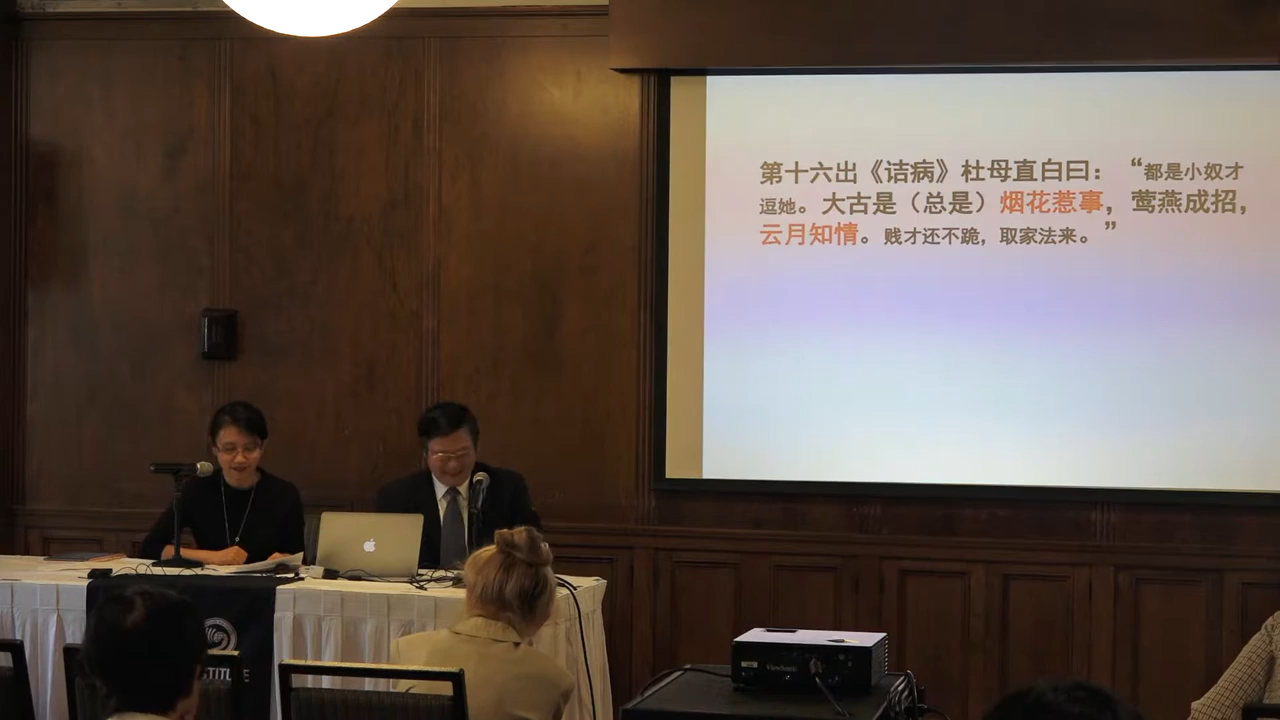 第十六出《诘病》杜母直白曰：“都是小奴才
逗她。大古是（总是）烟花惹事，莺燕成招，
云月知情。贱才还不跪，取家法来。”
STITUTE
ViewSonic